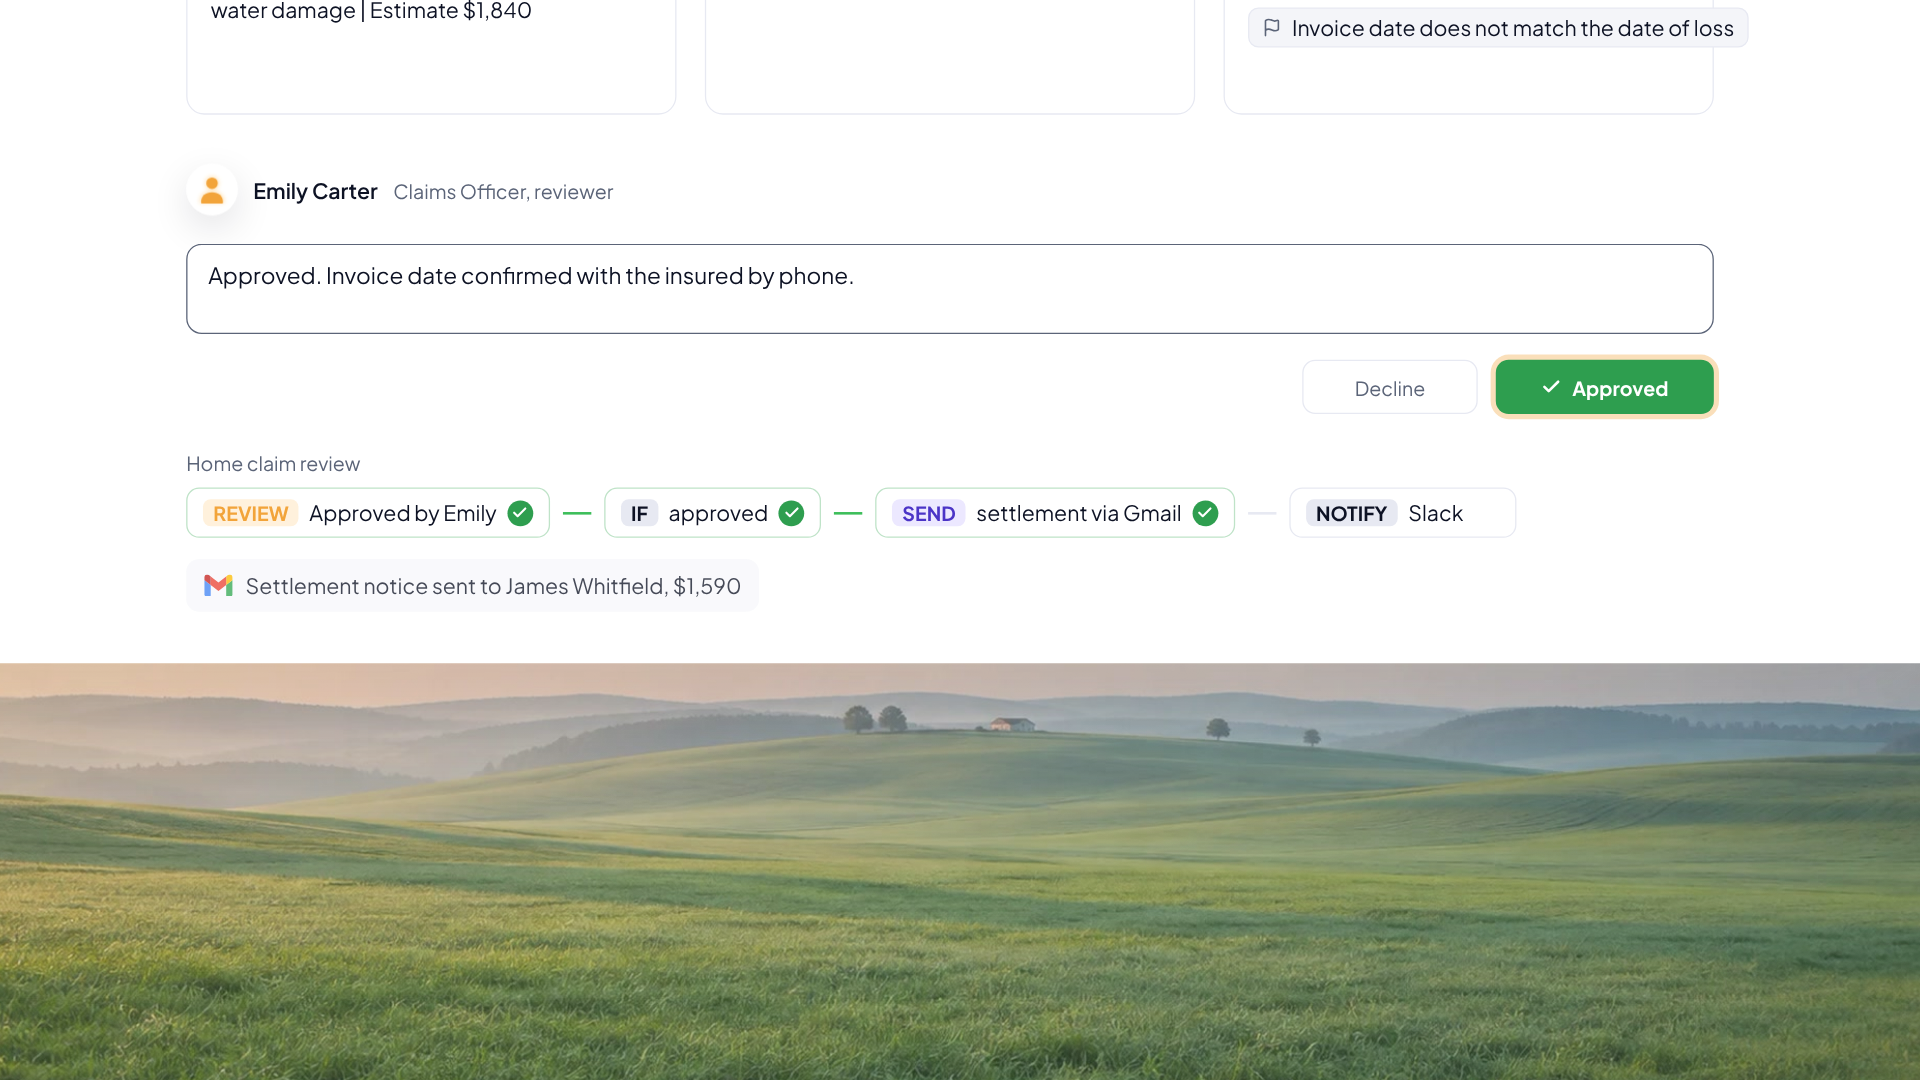 water damage | Estimate $1,840
Invoice date does not match the date of loss
Emily Carter Claims Officer, reviewer
Approved. Invoice date confirmed with the insured by phone.
Decline
Approved
Home claim review
REVIEW Approved by Emily
IF approved
SEND settlement via Gmail
NOTIFY Slack
Settlement notice sent to James Whitfield, $1,590